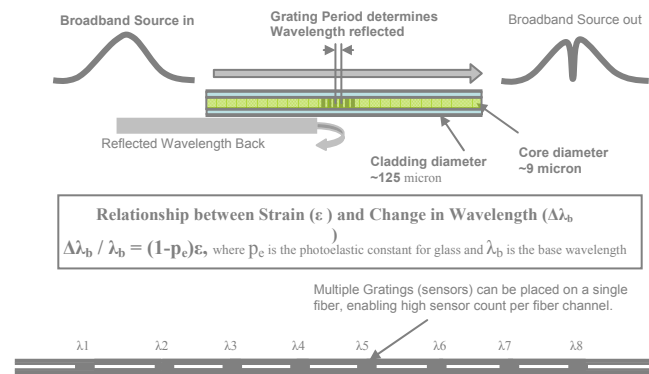 Broadband Source in
Grating Period determines
Wavelength reflected
Broadband Source out
Reflected Wavelength Back
Cladding diameter
~125 micron
Core diameter
~9 micron
Relationship between Strain (ε ) and Change in Wavelength (Δλb
)
Δλb / λb = (1-pe)ε, where pe is the photoelastic constant for glass and λb is the base wavelength
Multiple Gratings (sensors) can be placed on a single
fiber, enabling high sensor count per fiber channel.
λ1 λ2 λ3 λ4 λ5 λ6 λ7 λ8